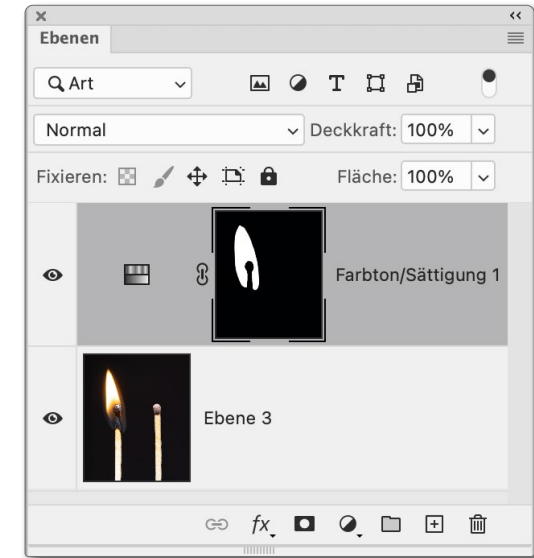 Ebenen
Art
Normal
Deckkraft: 100%
Fixieren:
Fläche: 100%
Farbton/Sättigung 1
Ebene 3
fx